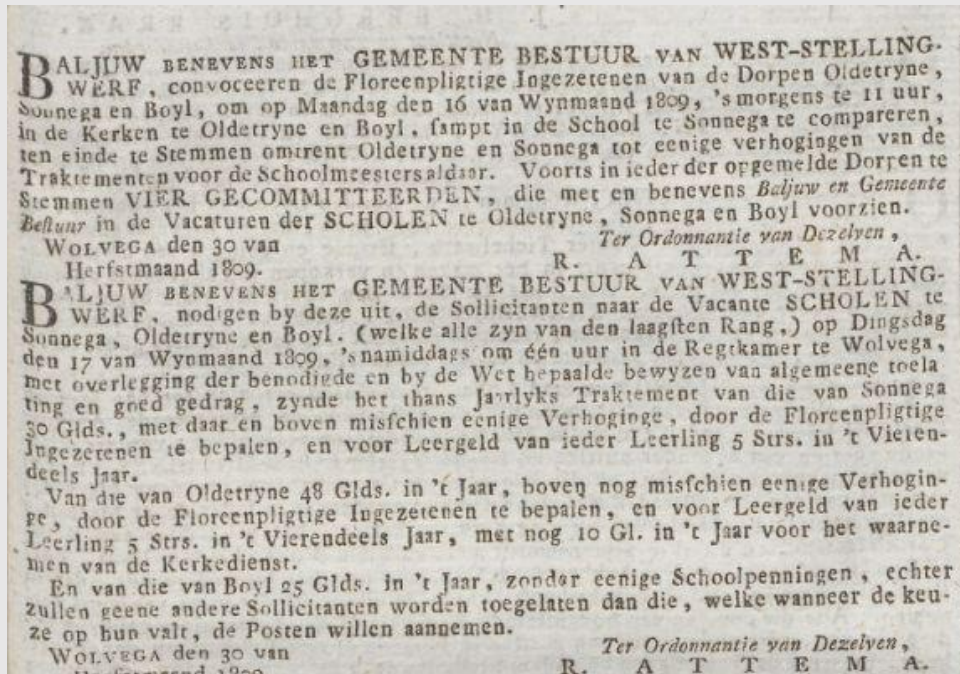 BALJUW BENEVENS HET GEMEENTE BESTUUR VAN WEST-STELLING-
WERF, convoceeren de Floreenpligtige Ingezetenen van de Dorpen Oldetryne,
Sonnega en Boyl, om op Maandag den 16 van Wynmaand 1809, 's morgens te 11 uur,
in de Kerken te Oldetryne en Boyl, sampt in de School te Sonnega te compareren,
ten einde te Stemmen omtrent Oldetryne en Sonnega tot eenige verhogingen van de
Traktementen voor de Schoolmeesters aldaar. Voorts in ieder der opgemelde Dorpen te
Stemmen VIER GECOMMITTEERDEN, die met en benevens Baljuw en Gemeente
Bestuur in de Vacaturen der SCHOLEN te Oldetryne, Sonnega en Boyl voorzien.
WOLVEGA den 30 van Ter Ordonnantie van Dezelven,
Herfstmaand 1809. R. ATTEMA.
BALJUW BENEVENS HET GEMEENTE BESTUUR VAN WEST-STELLING-
WERF, nodigen by deze uit, de Sollicitanten naar de Vacante SCHOLEN te
Sonnega, Oldetryne en Boyl. (welke alle zyn van den laagsten Rang,) op Dingsdag
den 17 van Wynmaand 1809, 's namiddags om één uur in de Regtkamer te Wolvega,
met overlegging der benodigde en by de Wet bepaalde bewyzen van algemeene toela
ting en goed gedrag, zynde het thans Jaarlyks Traktement van die van Sonnega
30 Glds., met daar en boven misschien eenige Verhoginge, door de Floreenpligtige
Ingezetenen te bepalen, en voor Leergeld van ieder Leerling 5 Strs. in 't Vieren-
deels Jaar.
Van die van Oldetryne 48 Glds. in 't Jaar, boven nog misschien eenige Verhogin-
ge, door de Floreenpligtige Ingezetenen te bepalen, en voor Leergeld van ieder
Leerling 5 Strs. in 't Vierendeels Jaar, met nog 10 Gl. in 't Jaar voor het waarne-
men van de Kerkedienst.
En van die van Boyl 25 Glds. in 't Jaar, zonder eenige Schoolpenningen, echter
zullen geene andere Sollicitanten worden toegelaten dan die, welke wanneer de keu-
ze op hun valt, de Posten willen aannemen.
WOLVEGA den 30 van Ter Ordonnantie van Dezelven,
R. ATTEMA.